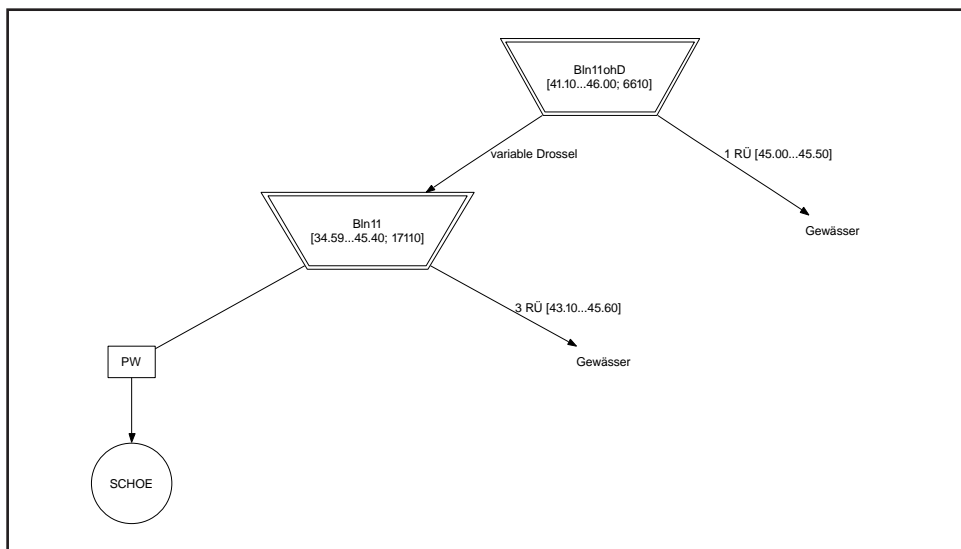 Bln11ohD
[41.10...46.00; 6610]
variable Drossel
1 RÜ [45.00...45.50]
Bln11
[34.59...45.40; 17110]
Gewässer
3 RÜ [43.10...45.60]
PW
Gewässer
SCHOE